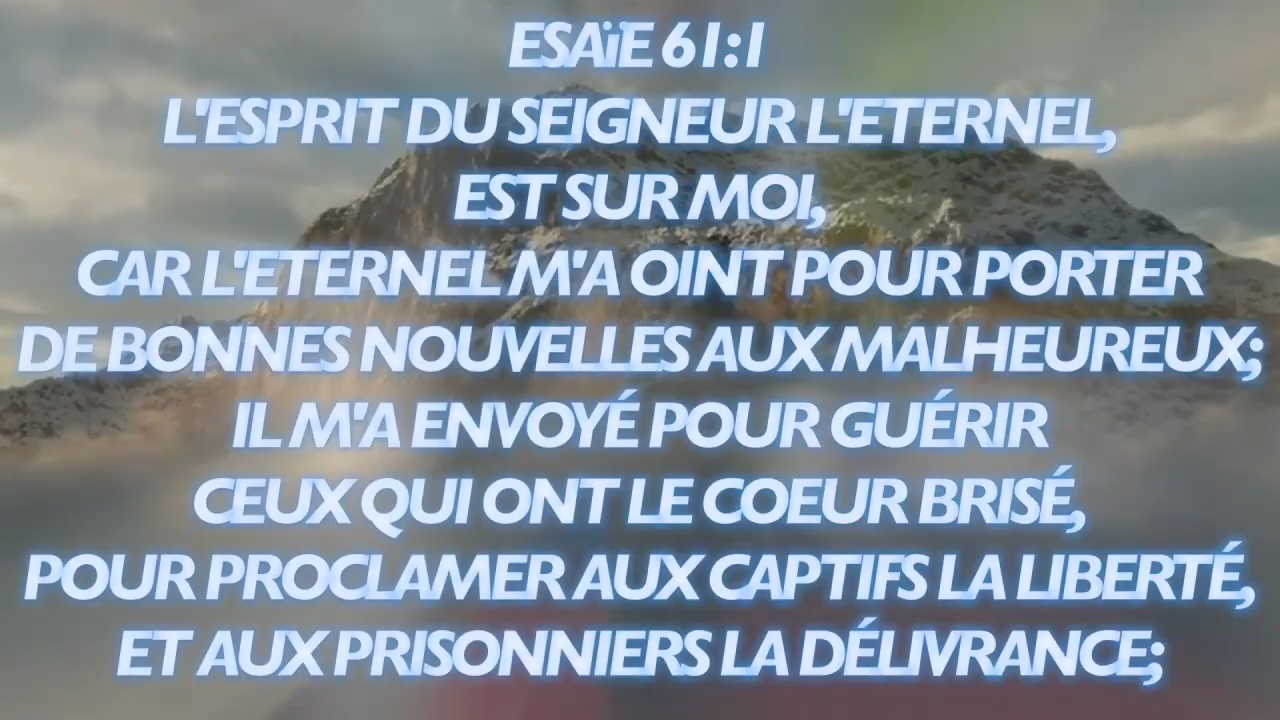 ESAïE 61:1
L'ESPRIT DU SEIGNEUR L'ETERNEL,
EST SUR MOI,
CAR L'ETERNEL M'A OINT POUR PORTER
DE BONNES NOUVELLES AUX MALHEUREUX;
IL M'A ENVOYÉ POUR GUÉRIR
CEUX QUI ONT LE COEUR BRISÉ,
POUR PROCLAMER AUX CAPTIFS LA LIBERTÉ,
ET AUX PRISONNIERS LA DÉLIVRANCE;